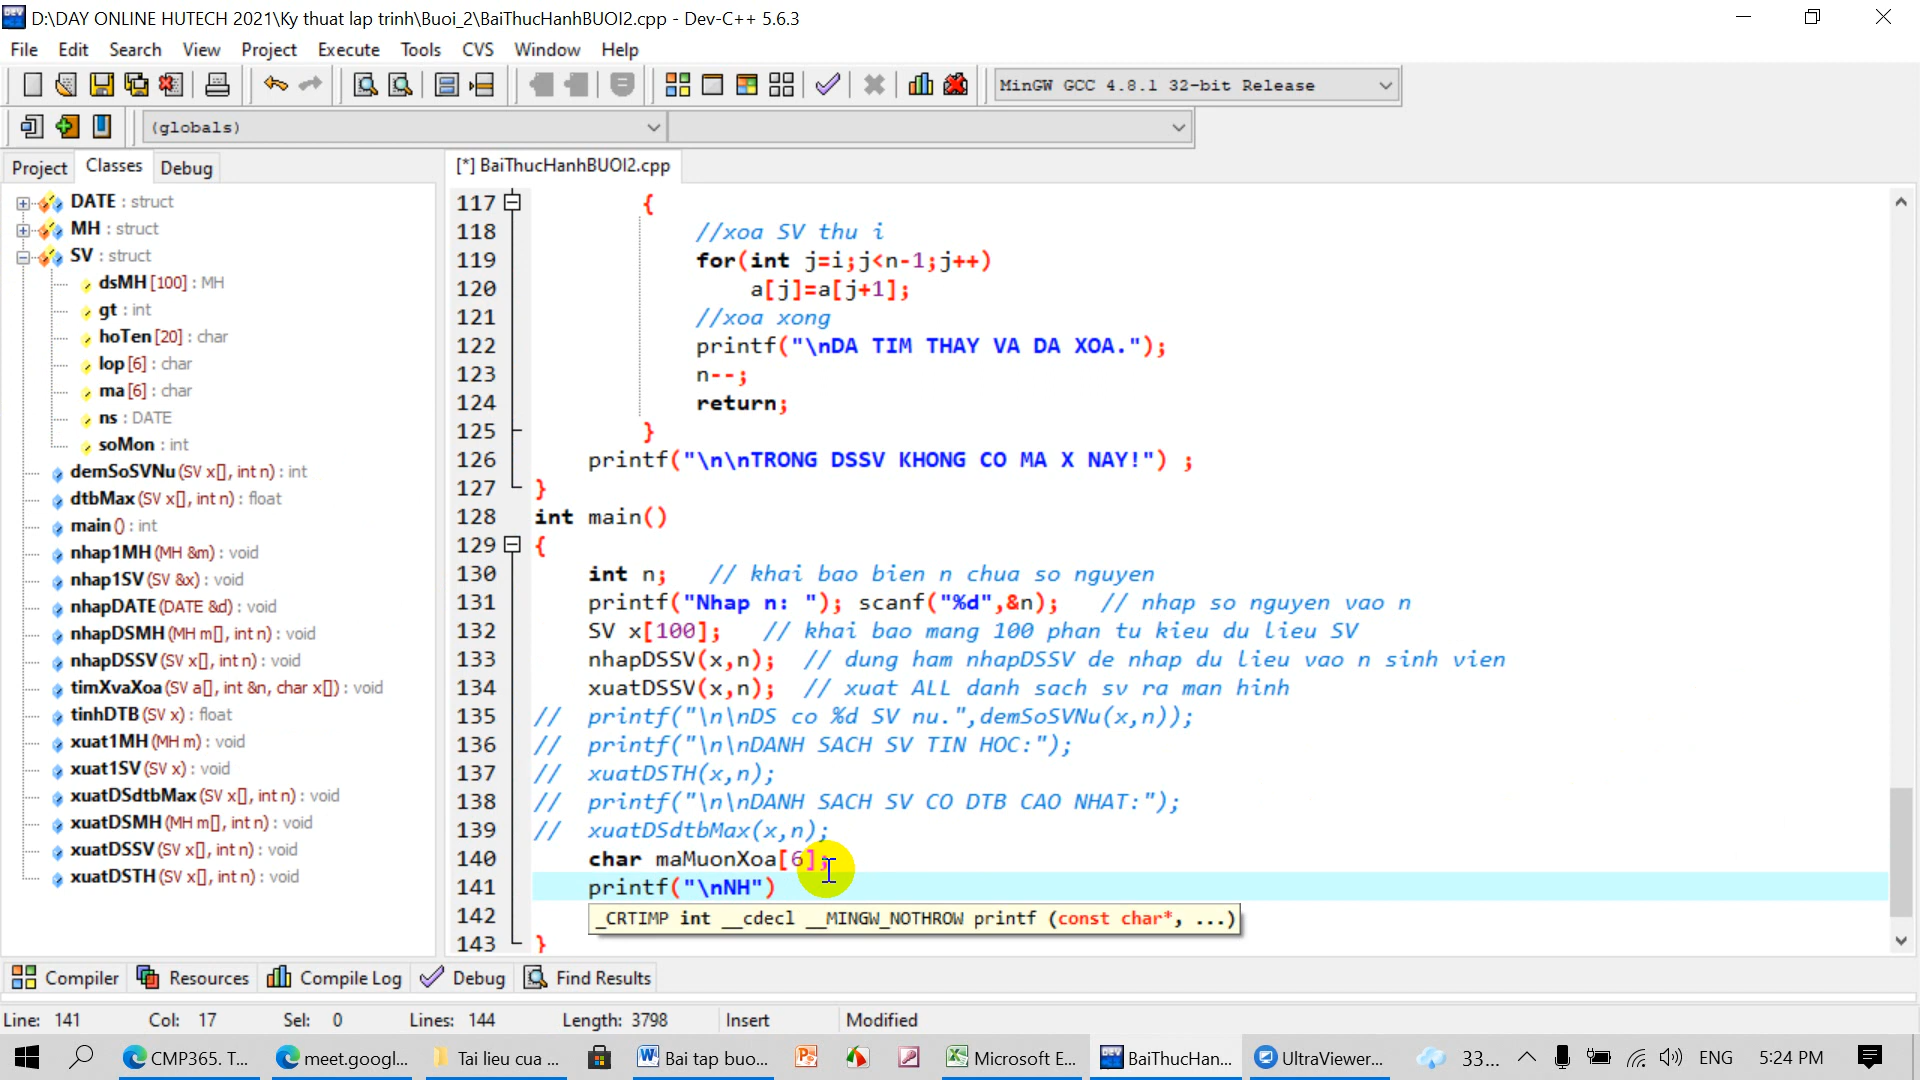 D:\DAY ONLINE HUTECH 2021\Ky thuat lap trinh\Buoi_2\BaiThucHanhBUOI2.cpp - Dev-C++ 5.6.3
File Edit Search View Project Execute Tools CVS Window Help
MinGW GCC 4.8.1 32-bit Release
(globals)
Project Classes Debug
[*] BaiThucHanhBUOI2.cpp
DATE : struct
MH : struct
SV : struct
dsMH [100] : MH
gt : int
hoTen [20] : char
lop [6] : char
ma [6] : char
ns : DATE
soMon : int
demSoSVNu (SV x[], int n) : int
dtbMax (SV x[], int n) : float
main () : int
nhap1MH (MH &m) : void
nhap1SV (SV &x) : void
nhapDATE (DATE &d) : void
nhapDSMH (MH m[], int n) : void
nhapDSSV (SV x[], int n) : void
timXvaXoa (SV a[], int &n, char x[]) : void
tinhDTB (SV x) : float
xuat1MH (MH m) : void
xuat1SV (SV x) : void
xuatDSdtbMax (SV x[], int n) : void
xuatDSMH (MH m[], int n) : void
xuatDSSV (SV x[], int n) : void
xuatDSTH (SV x[], int n) : void
117 {
118 //xoa SV thu i
119 for(int j=i;j<n-1;j++)
120 a[j]=a[j+1];
121 //xoa xong
122 printf("\nDA TIM THAY VA DA XOA.");
123 n--;
124 return;
125 }
126 printf("\n\nTRONG DSSV KHONG CO MA X NAY!") ;
127 }
128 int main()
129 {
130 int n; // khai bao bien n chua so nguyen
131 printf("Nhap n: "); scanf("%d",&n); // nhap so nguyen vao n
132 SV x[100]; // khai bao mang 100 phan tu kieu du lieu SV
133 nhapDSSV(x,n); // dung ham nhapDSSV de nhap du lieu vao n sinh vien
134 xuatDSSV(x,n); // xuat ALL danh sach sv ra man hinh
135 // printf("\n\nDS co %d SV nu.",demSoSVNu(x,n));
136 // printf("\n\nDANH SACH SV TIN HOC:");
137 // xuatDSTH(x,n);
138 // printf("\n\nDANH SACH SV CO DTB CAO NHAT:");
139 // xuatDSdtbMax(x,n);
140 char maMuonXoa[6];
141 printf("\nNH")
142 _CRTIMP int __cdecl __MINGW_NOTHROW printf (const char*, ...)
143 }
Compiler Resources Compile Log Debug Find Results
Line: 141 Col: 17 Sel: 0 Lines: 144 Length: 3798 Insert Modified
CMP365. T... meet.googl... Tai lieu cua ... Bai tap buo... Microsoft E... BaiThucHan... UltraViewer... 33... ENG 5:24 PM